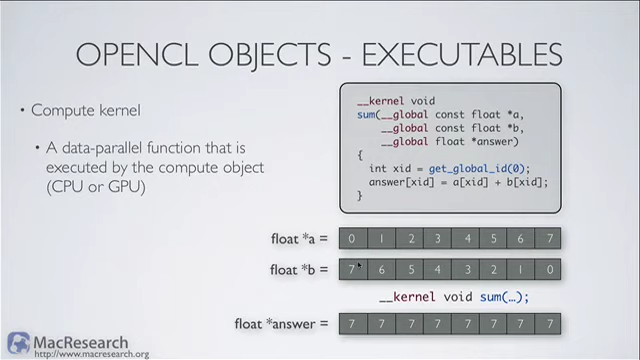 OPENCL OBJECTS - EXECUTABLES
• Compute kernel
• A data-parallel function that is
executed by the compute object
(CPU or GPU)
__kernel void
sum(__global const float *a,
__global const float *b,
__global float *answer)
{
int xid = get_global_id(0);
answer[xid] = a[xid] + b[xid];
}
float *a = 0 1 2 3 4 5 6 7
float *b = 7 6 5 4 3 2 1 0
__kernel void sum(…);
float *answer = 7 7 7 7 7 7 7 7
MacResearch
http://www.macresearch.org